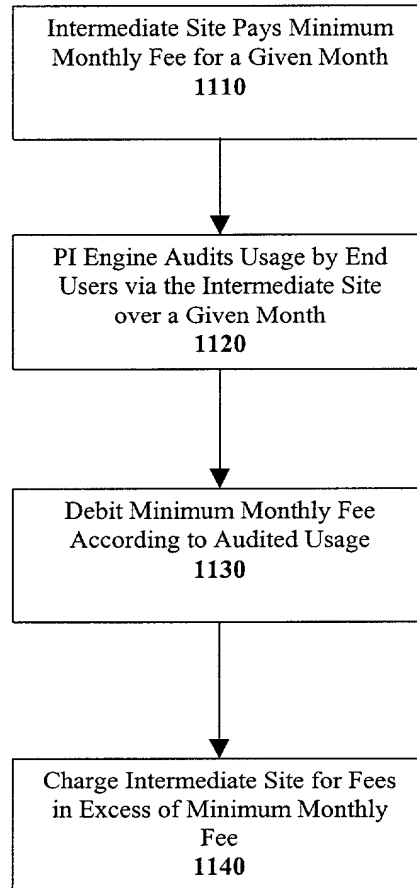 Intermediate Site Pays Minimum
Monthly Fee for a Given Month
1110
PI Engine Audits Usage by End
Users via the Intermediate Site
over a Given Month
1120
Debit Minimum Monthly Fee
According to Audited Usage
1130
Charge Intermediate Site for Fees
in Excess of Minimum Monthly
Fee
1140